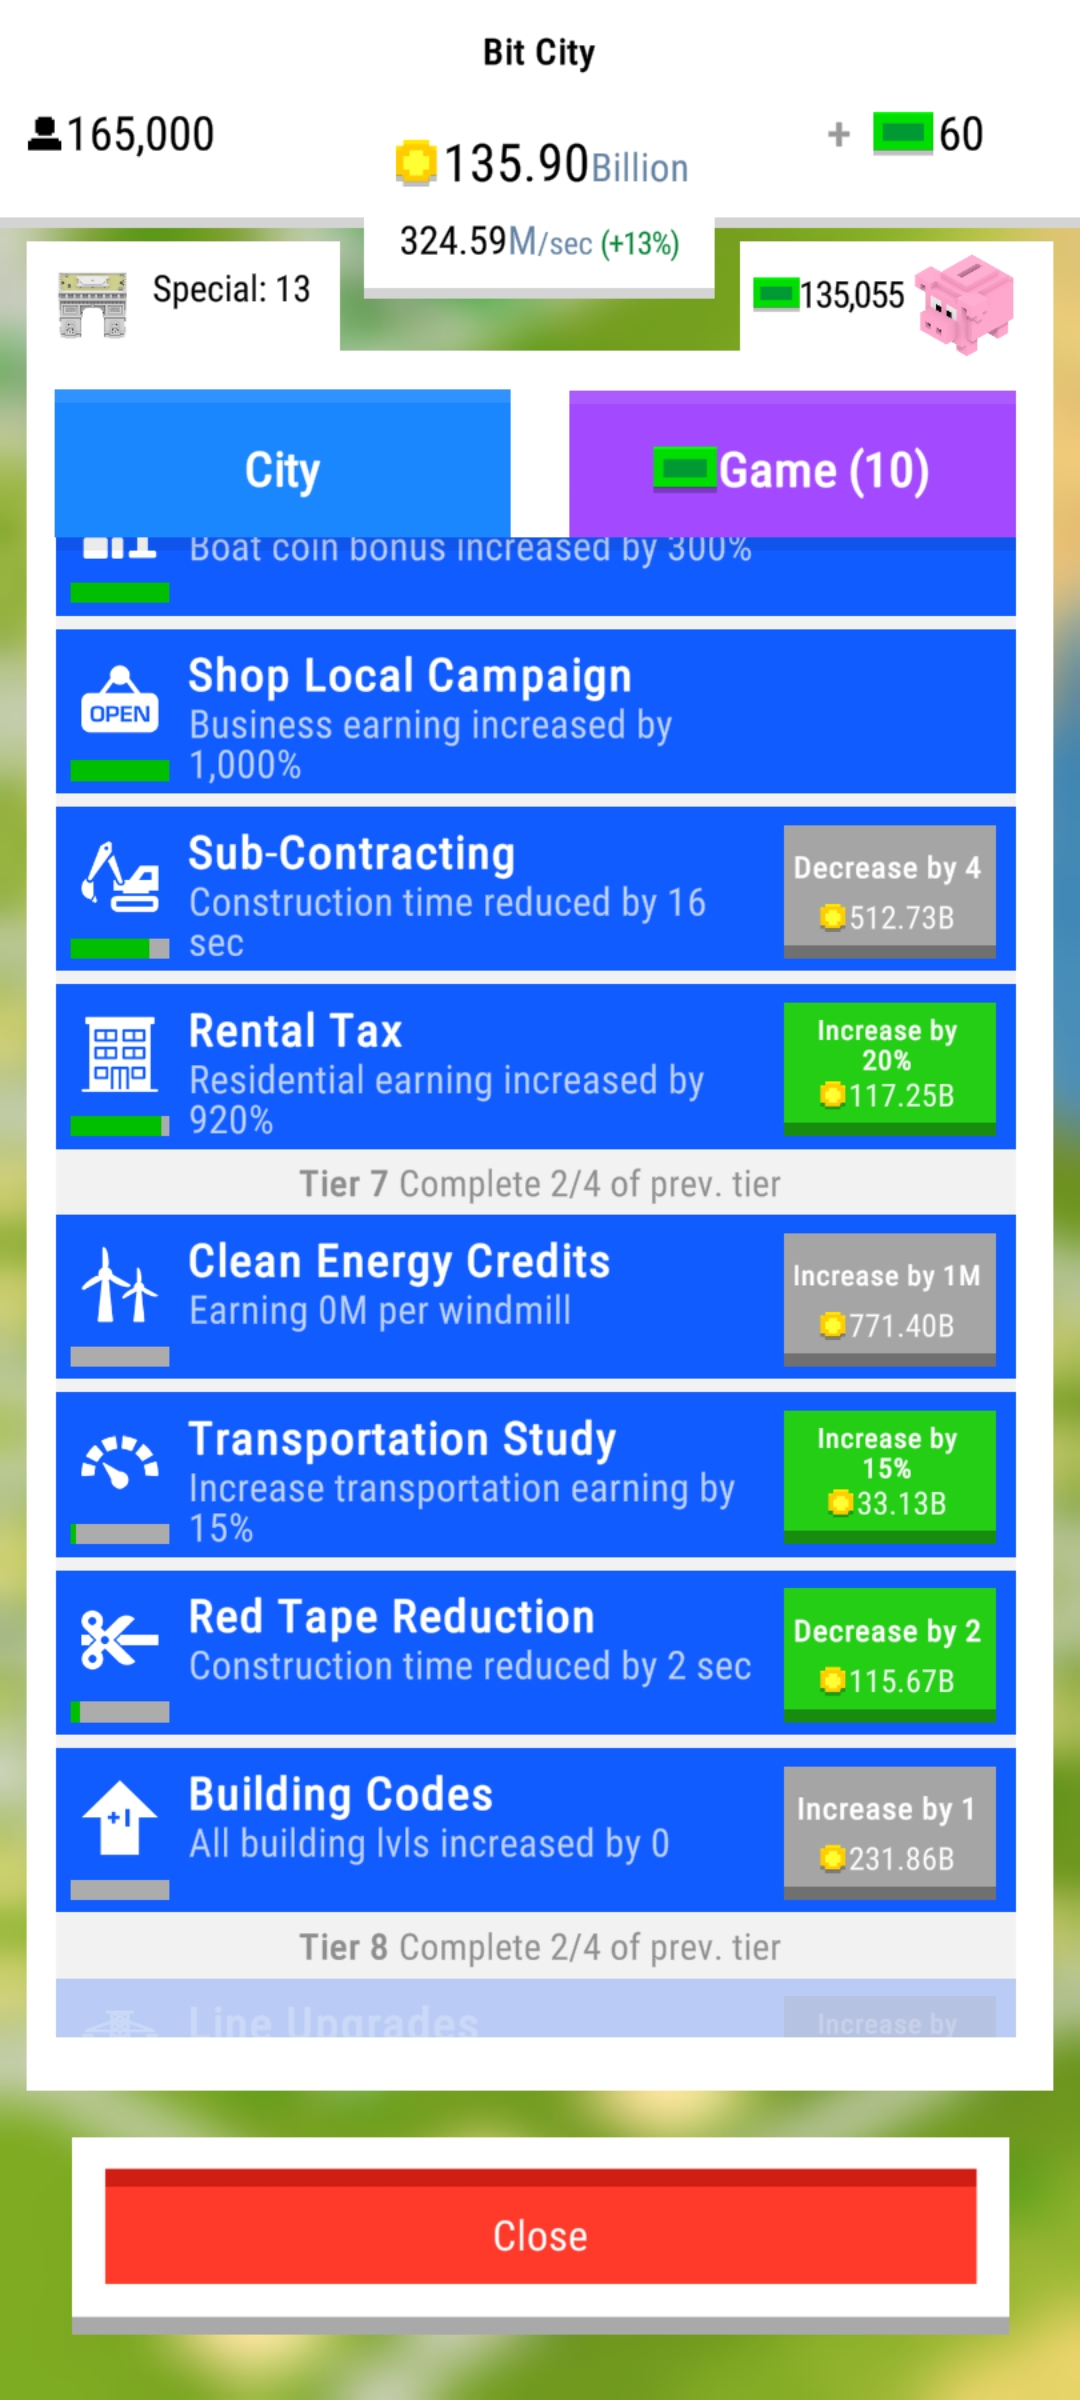 Bit City
165,000
135.90Billion
+ 60
324.59M/sec (+13%)
Special: 13
135,055
City
Game (10)
Boat coin bonus increased by 300%
OPEN
Shop Local Campaign
Business earning increased by
1,000%
Sub-Contracting
Construction time reduced by 16
sec
Decrease by 4
512.73B
Rental Tax
Residential earning increased by
920%
Increase by
20%
117.25B
Tier 7 Complete 2/4 of prev. tier
Clean Energy Credits
Earning 0M per windmill
Increase by 1M
771.40B
Transportation Study
Increase transportation earning by
15%
Increase by
15%
33.13B
Red Tape Reduction
Construction time reduced by 2 sec
Decrease by 2
115.67B
+1
Building Codes
All building lvls increased by 0
Increase by 1
231.86B
Tier 8 Complete 2/4 of prev. tier
Line Upgrades
Increase by
Close